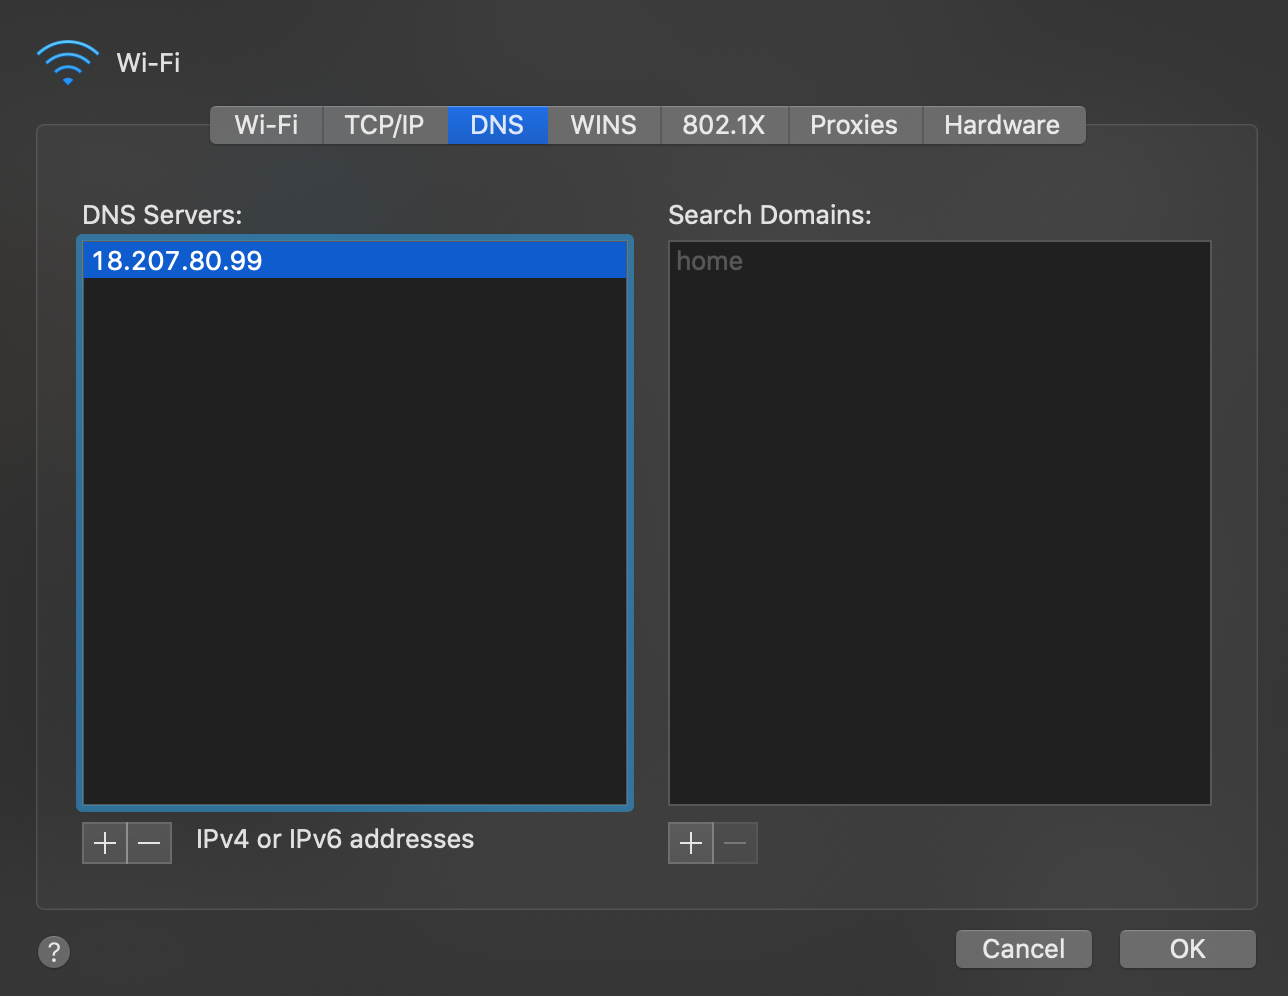 Wi-Fi
Wi-Fi TCP/IP DNS WINS 802.1X Proxies Hardware
DNS Servers:
18.207.80.99
IPv4 or IPv6 addresses
Search Domains:
home
?
Cancel OK